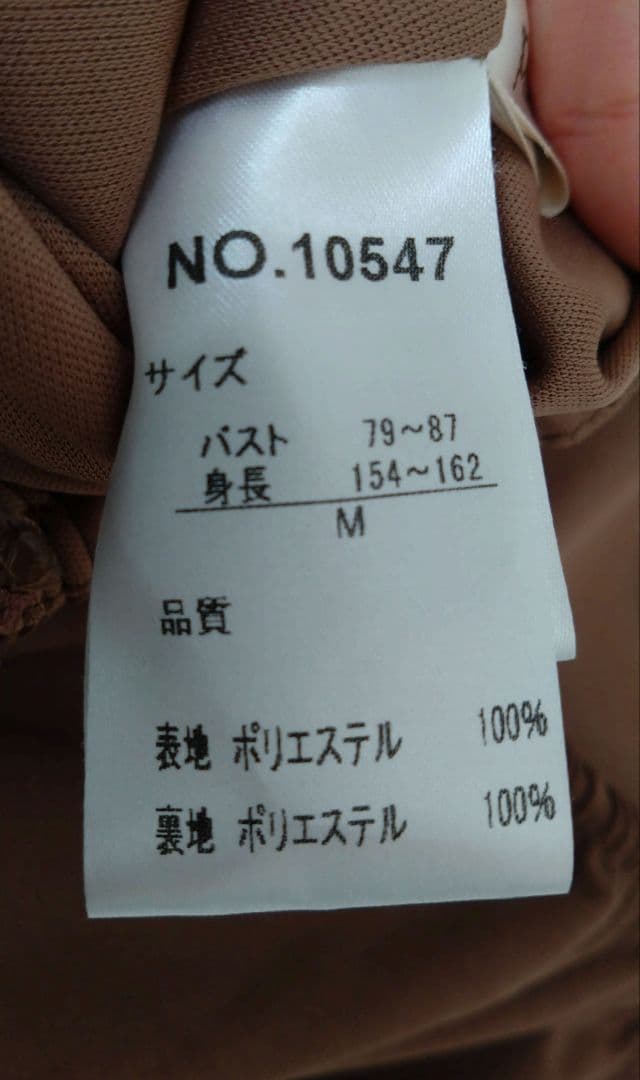 NO.10547
サイズ
バスト 79～87
身長 154～162
M
品質
表地 ポリエステル 100%
裏地 ポリエステル 100%